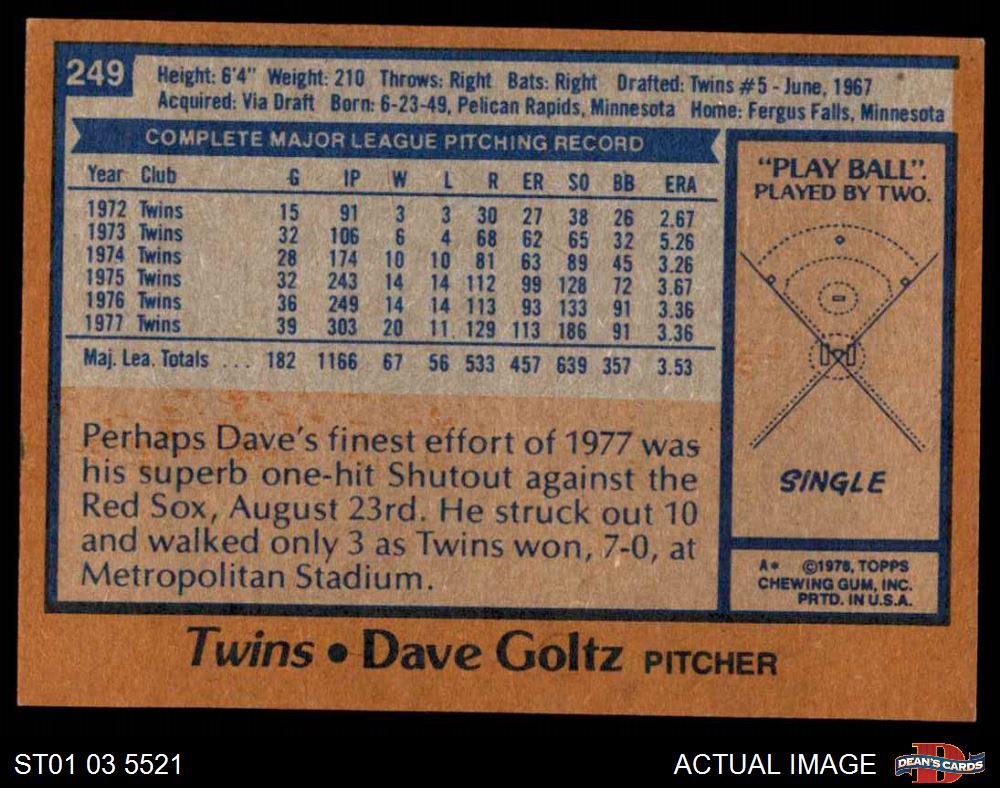 249
Height: 6'4" Weight: 210 Throws: Right Bats: Right Drafted: Twins #5 - June, 1967
Acquired: Via Draft Born: 6-23-49, Pelican Rapids, Minnesota Home: Fergus Falls, Minnesota
COMPLETE MAJOR LEAGUE PITCHING RECORD
Year Club G IP W L R ER SO BB ERA
1972 Twins 15 91 3 3 30 27 38 26 2.67
1973 Twins 32 106 6 4 68 62 65 32 5.26
1974 Twins 28 174 10 10 81 63 89 45 3.26
1975 Twins 32 243 14 14 112 99 128 72 3.67
1976 Twins 36 249 14 14 113 93 133 91 3.36
1977 Twins 39 303 20 11 129 113 186 91 3.36
Maj. Lea. Totals ... 182 1166 67 56 533 457 639 357 3.53
Perhaps Dave's finest effort of 1977 was
his superb one-hit Shutout against the
Red Sox, August 23rd. He struck out 10
and walked only 3 as Twins won, 7-0, at
Metropolitan Stadium.
"PLAY BALL".
PLAYED BY TWO.
SINGLE
A* ©1978, TOPPS
CHEWING GUM, INC.
PRTD. IN U.S.A.
Twins • Dave Goltz PITCHER
ST01 03 5521
ACTUAL IMAGE
D
DEAN'S CARDS